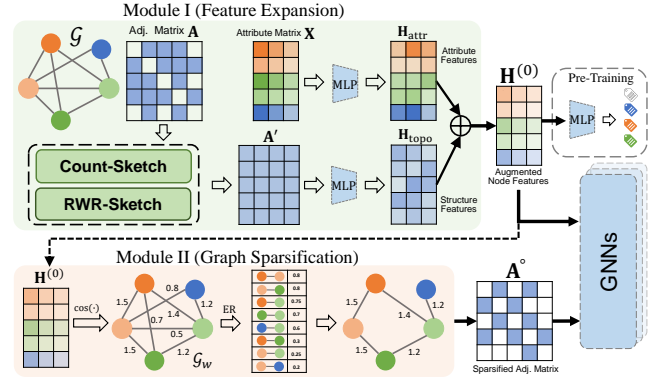 Module I (Feature Expansion)
𝒢
Adj. Matrix A
Attribute Matrix X
H_attr
MLP
Attribute
Features
H^(0)
Pre-Training
MLP
Count-Sketch
RWR-Sketch
A′
MLP
H_topo
Structure
Features
Augmented
Node Features
GNNs
Module II (Graph Sparsification)
H^(0)
cos(·)
1.5
0.8
1.2
1.4
0.7
0.5
1.5
1.2
𝒢_w
ER
0.8
0.8
0.75
0.7
0.6
0.3
0.25
0.2
1.5
1.2
1.4
1.5
1.2
A°
Sparsified Adj. Matrix